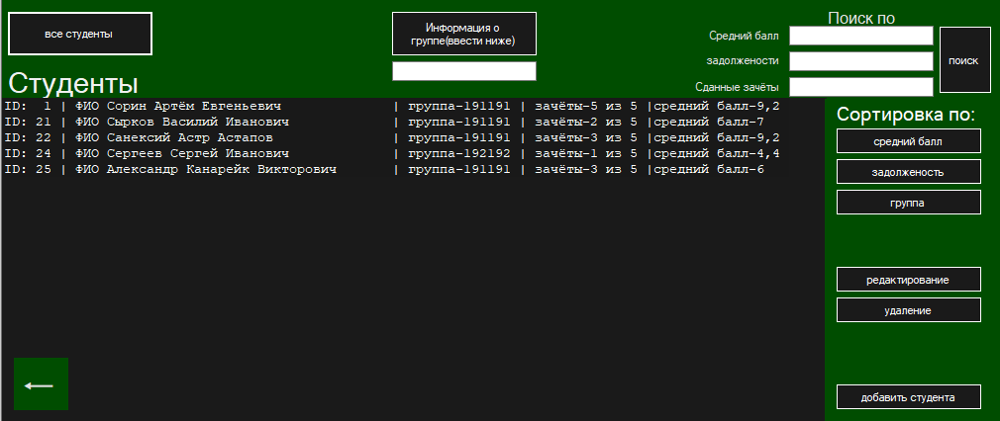 все студенты
Информация о
группе(ввести ниже)
Поиск по
Средний балл
задолжености
Сданные зачёты
поиск
Студенты
ID:  1 | ФИО Сорин Артём Евгеньевич | группа-191191 | зачёты-5 из 5 |средний балл-9,2
ID: 21 | ФИО Сырков Василий Иванович | группа-191191 | зачёты-2 из 5 |средний балл-7
ID: 22 | ФИО Санексий Астр Астапов | группа-191191 | зачёты-3 из 5 |средний балл-9,2
ID: 24 | ФИО Сергеев Сергей Иванович | группа-192192 | зачёты-1 из 5 |средний балл-4,4
ID: 25 | ФИО Александр Канарейк Викторович | группа-191191 | зачёты-3 из 5 |средний балл-6
Сортировка по:
средний балл
задолженость
группа
редактирование
удаление
добавить студента